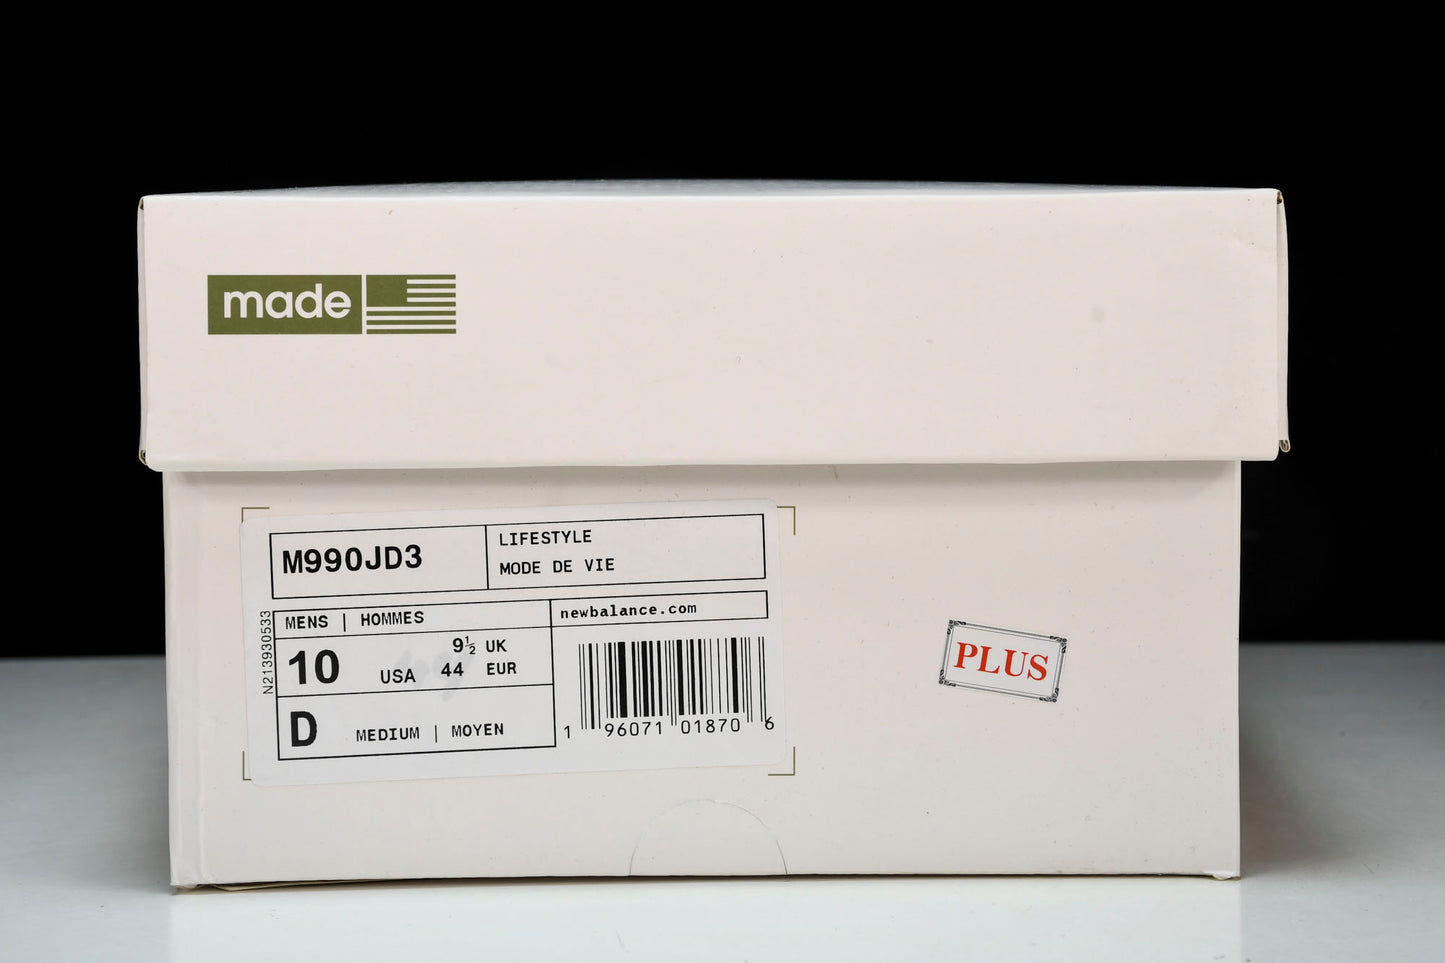 made
M990JD3
LIFESTYLE
MODE DE VIE
MENS | HOMMES
newbalance.com
N213930533
10 USA
9½ UK
44 EUR
D MEDIUM | MOYEN
1 96071 01870 6
PLUS